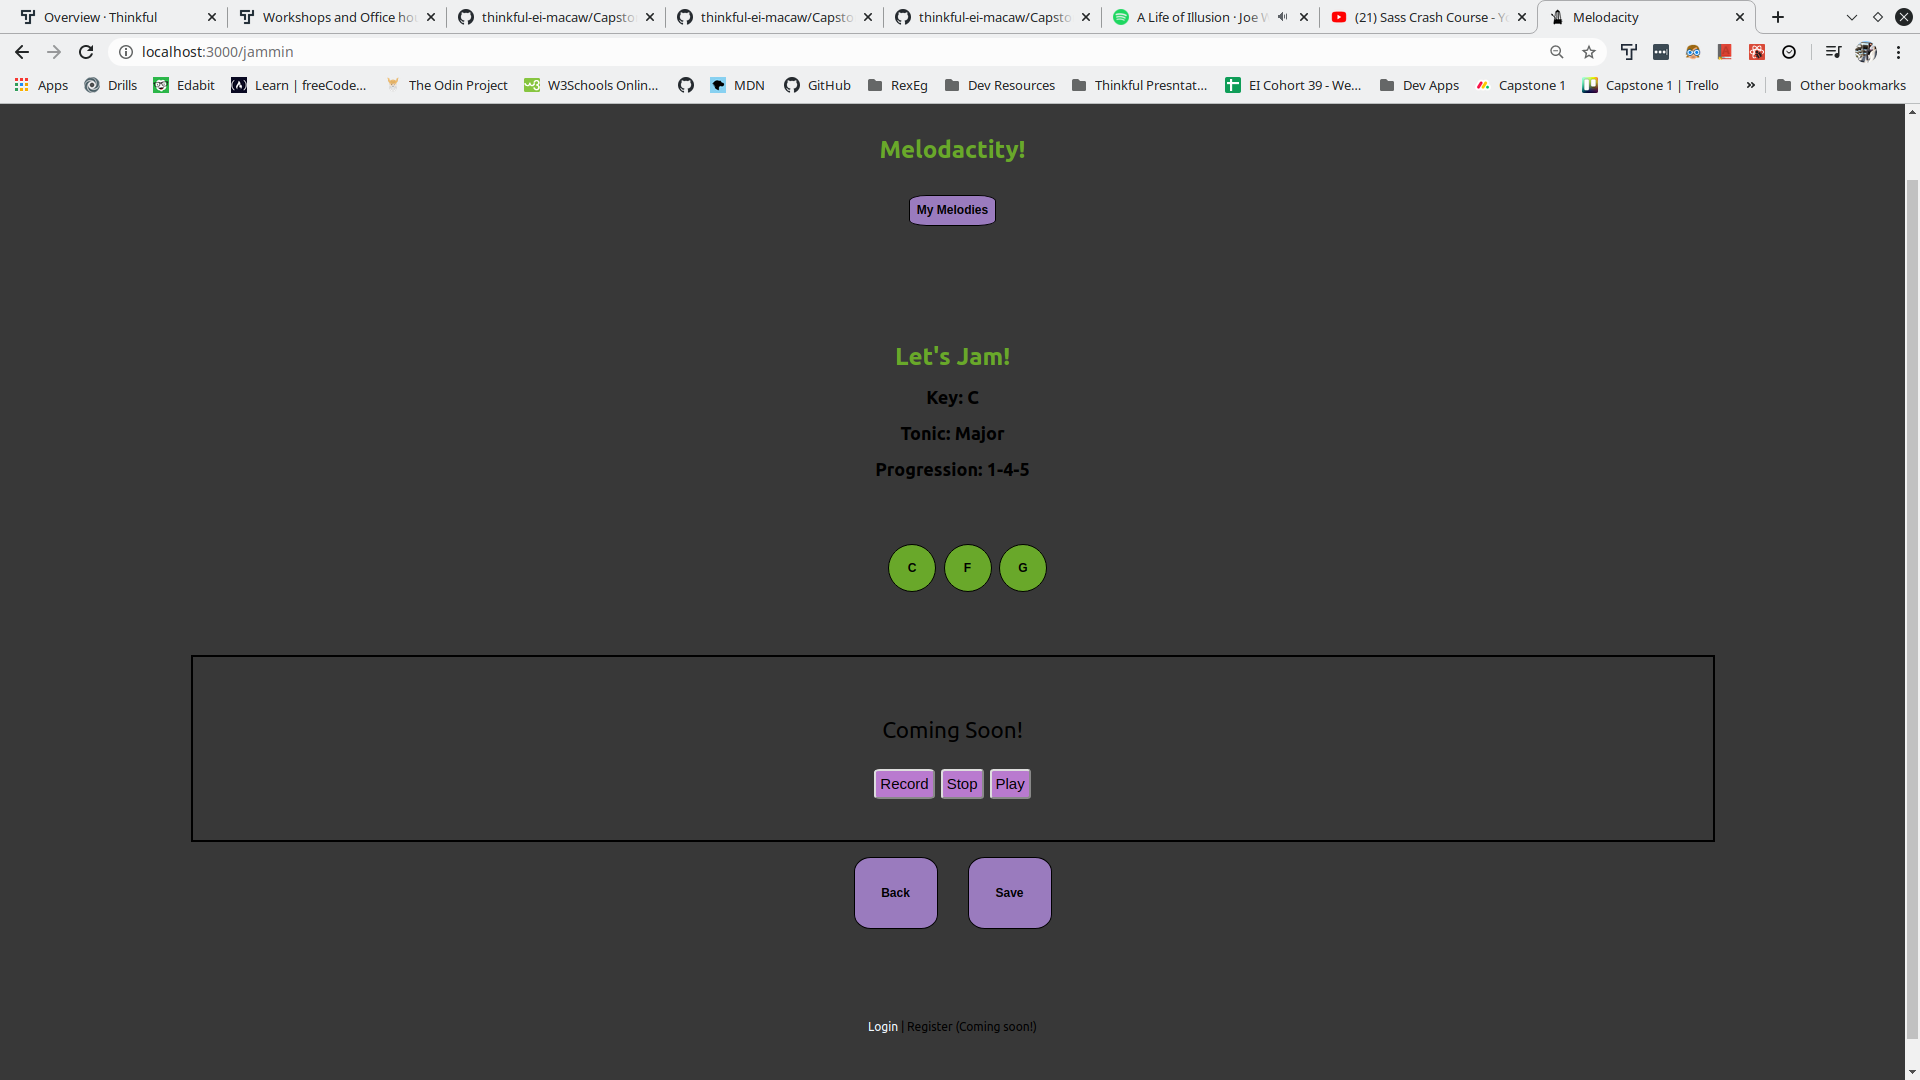 Overview · Thinkful
Workshops and Office ho
thinkful-ei-macaw/Capsto
thinkful-ei-macaw/Capsto
thinkful-ei-macaw/Capsto
A Life of Illusion · Joe W
(21) Sass Crash Course - Yo
Melodacity
localhost:3000/jammin
Apps
Drills
Edabit
Learn | freeCode...
The Odin Project
W3Schools Onlin...
MDN
GitHub
RexEg
Dev Resources
Thinkful Presntat...
EI Cohort 39 - We...
Dev Apps
Capstone 1
Capstone 1 | Trello
»
Other bookmarks
Melodactity!
My Melodies
Let's Jam!
Key: C
Tonic: Major
Progression: 1-4-5
C F G
Coming Soon!
Record Stop Play
Back Save
Login | Register (Coming soon!)